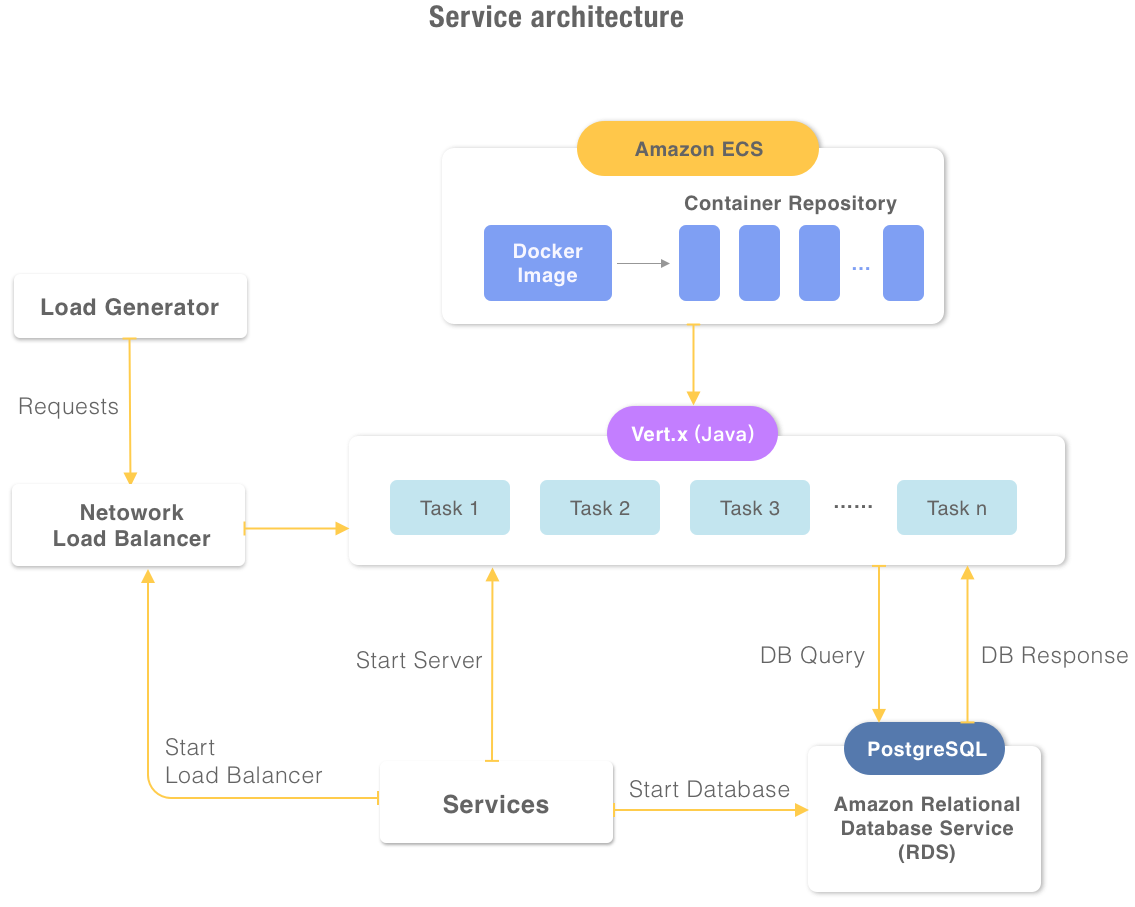 Service architecture
Amazon ECS
Container Repository
Docker
Image
...
Load Generator
Requests
Vert.x (Java)
Task 1
Task 2
Task 3
......
Task n
Netowork
Load Balancer
Start Server
DB Query
DB Response
Start
Load Balancer
Services
Start Database
PostgreSQL
Amazon Relational
Database Service
(RDS)